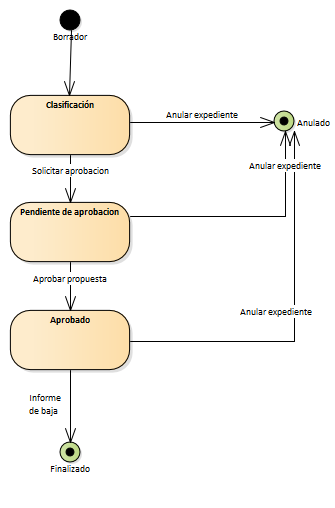 Borrador
Clasificación
Anular expediente
Anulado
Solicitar aprobacion
Anular expediente
Pendiente de aprobacion
Aprobar propuesta
Anular expediente
Aprobado
Informe
de baja
Finalizado